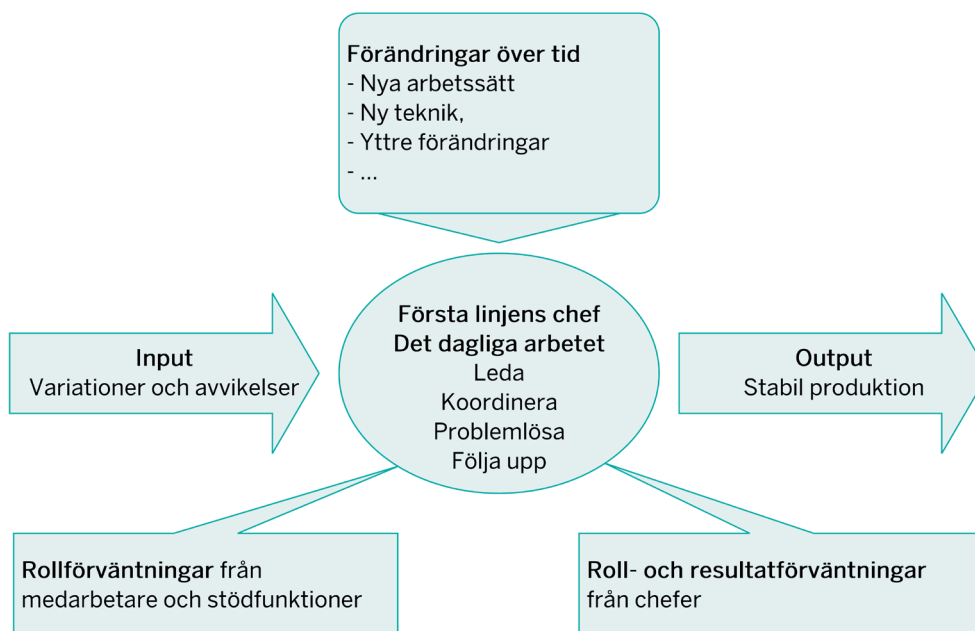 Förändringar över tid
- Nya arbetssätt
- Ny teknik,
- Yttre förändringar
- ...
Första linjens chef
Det dagliga arbetet
Leda
Koordinera
Problemlösa
Följa upp
Input
Variationer och avvikelser
Output
Stabil produktion
Rollförväntningar från
medarbetare och stödfunktioner
Roll- och resultatförväntningar
från chefer